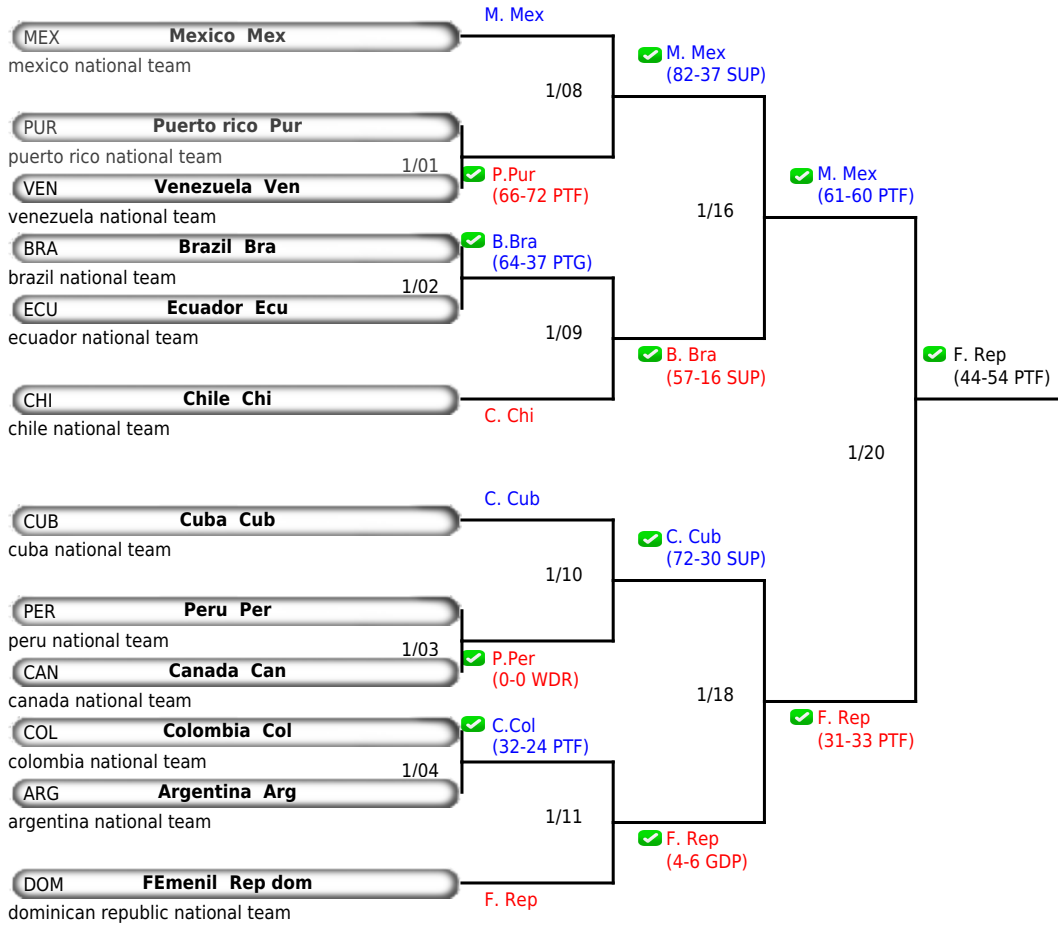 M. Mex
MEX Mexico Mex
mexico national team
M. Mex
(82-37 SUP)
1/08
PUR Puerto rico Pur
puerto rico national team
1/01
P.Pur
(66-72 PTF)
VEN Venezuela Ven
venezuela national team
M. Mex
(61-60 PTF)
1/16
BRA Brazil Bra
brazil national team
B.Bra
(64-37 PTG)
1/02
ECU Ecuador Ecu
ecuador national team
1/09
B. Bra
(57-16 SUP)
F. Rep
(44-54 PTF)
CHI Chile Chi
chile national team
C. Chi
1/20
C. Cub
CUB Cuba Cub
cuba national team
C. Cub
(72-30 SUP)
1/10
PER Peru Per
peru national team
1/03
P.Per
(0-0 WDR)
CAN Canada Can
canada national team
1/18
COL Colombia Col
colombia national team
C.Col
(32-24 PTF)
F. Rep
(31-33 PTF)
1/04
ARG Argentina Arg
argentina national team
1/11
F. Rep
(4-6 GDP)
DOM FEmenil Rep dom
dominican republic national team
F. Rep